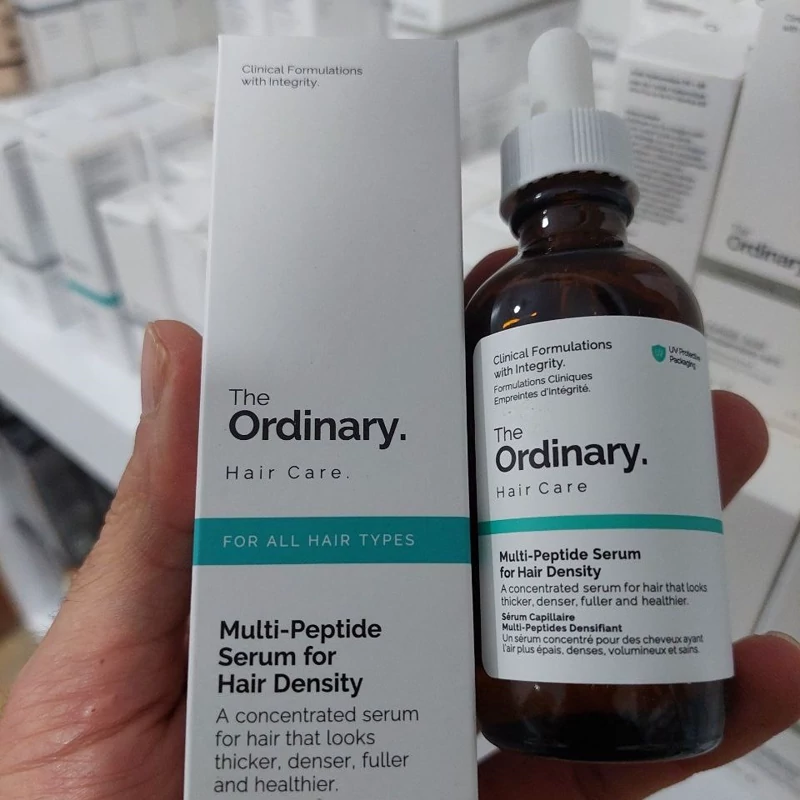 Clinical Formulations
with Integrity.
The
Ordinary.
Hair Care.
FOR ALL HAIR TYPES
Multi-Peptide
Serum for
Hair Density
A concentrated serum
for hair that looks
thicker, denser, fuller
and healthier.
Clinical Formulations
with Integrity.
Formulations Cliniques
Empreintes d'intégrité.
UV Protective
Packaging
The
Ordinary.
Hair Care
Multi-Peptide Serum
for Hair Density
A concentrated serum for hair that looks
thicker, denser, fuller and healthier.
Sérum Capillaire
Multi-Peptides Densifiant
Un sérum concentré pour des cheveux ayant
l'air plus épais, denses, volumineux et sains.
The
Ordinary